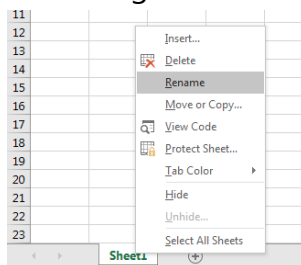 11
12
13
14
15
16
17
18
19
20
21
22
23
Insert...
Delete
Rename
Move or Copy...
View Code
Protect Sheet...
Tab Color
Hide
Unhide...
Select All Sheets
Sheet1